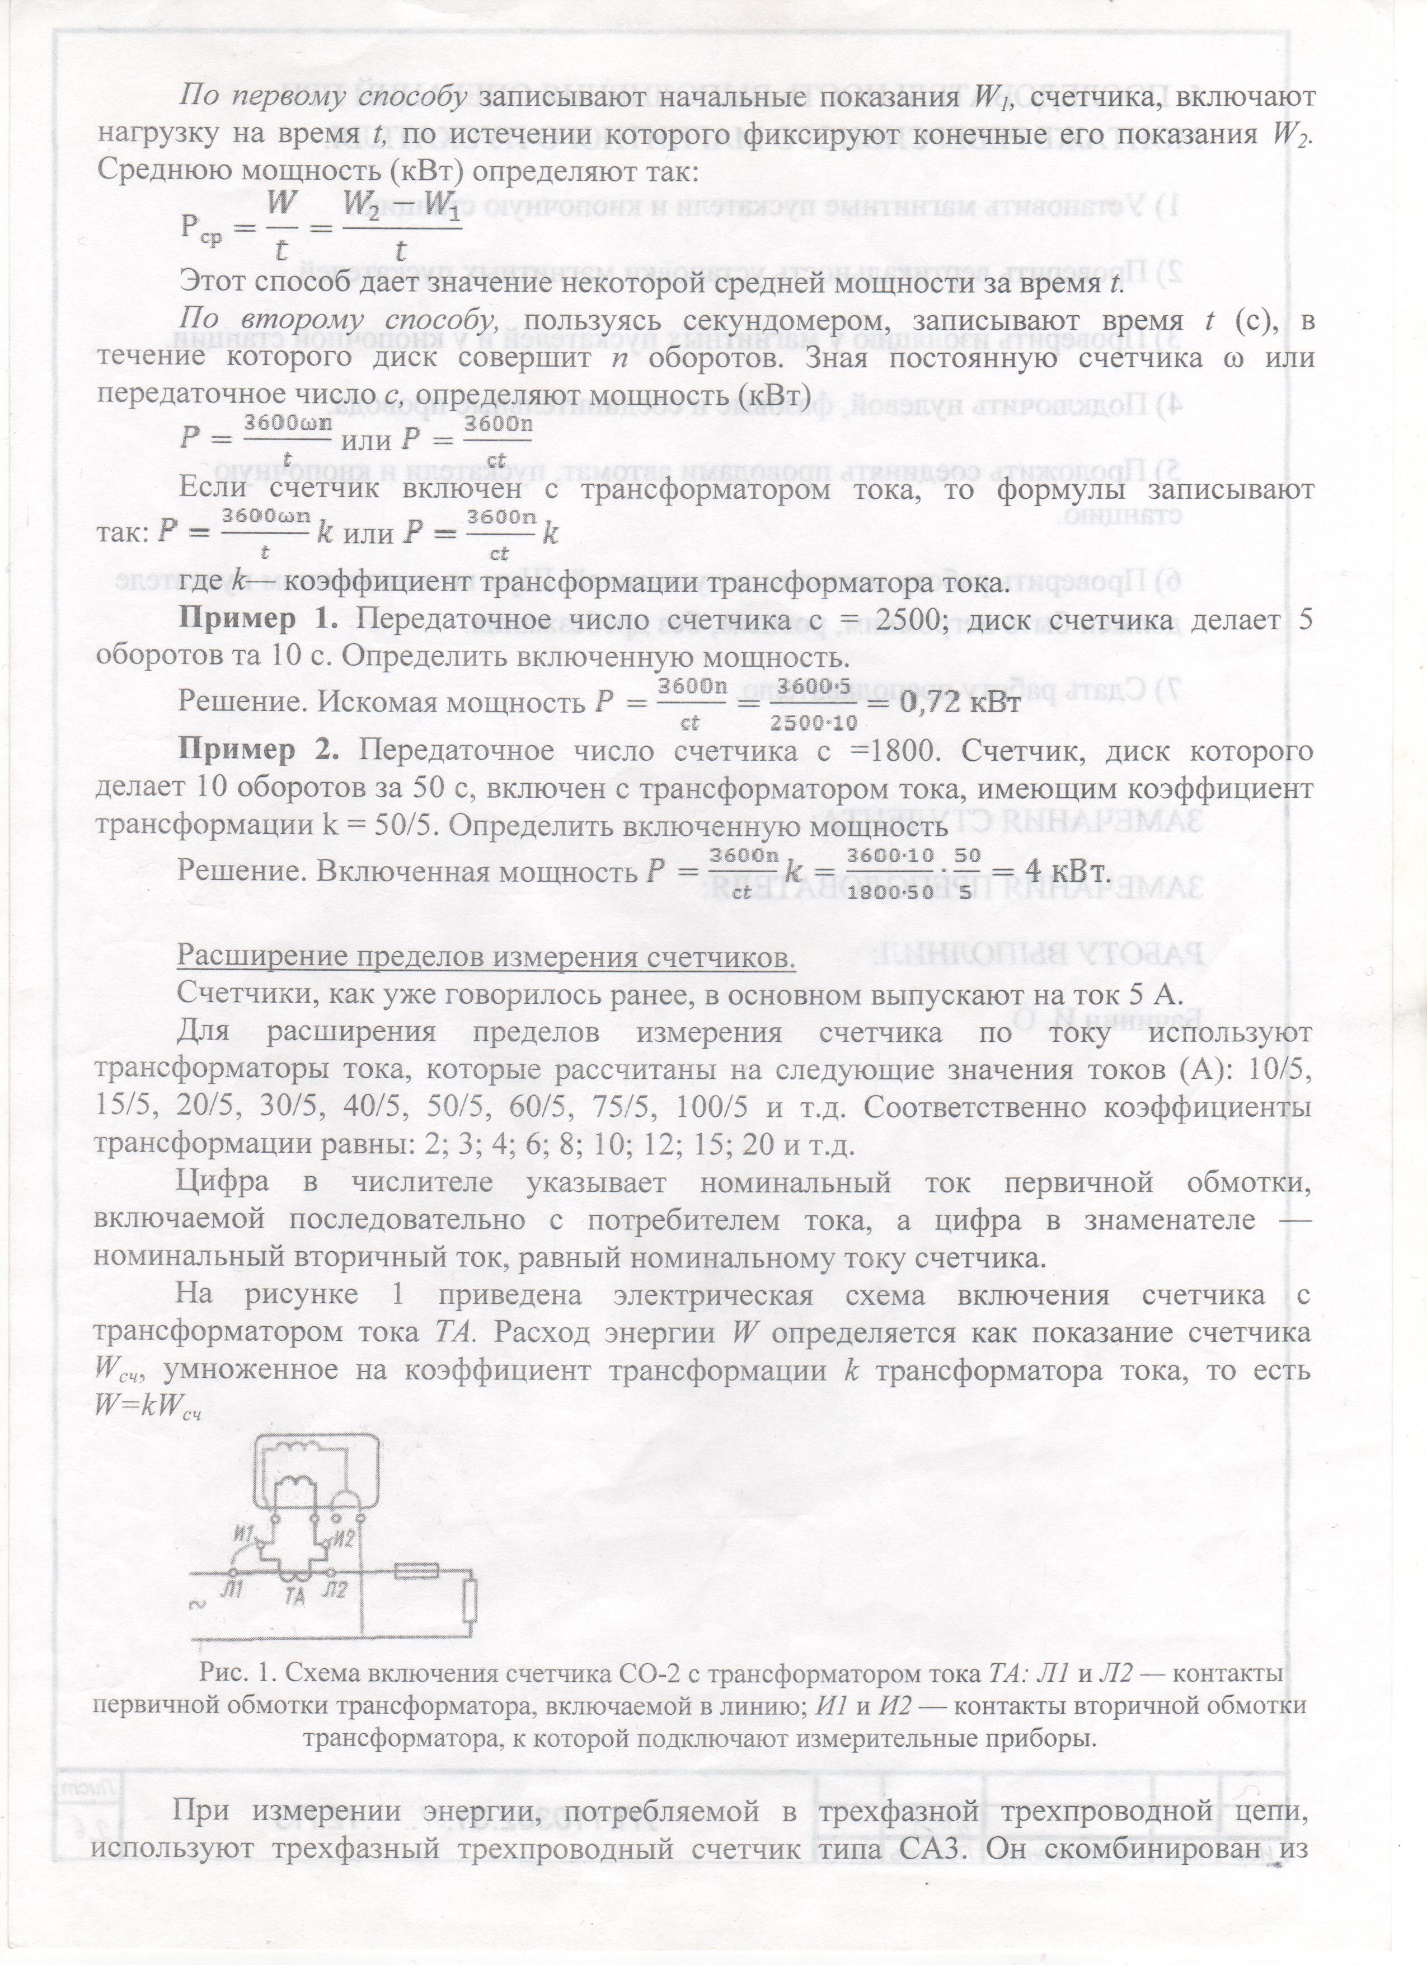 По первому способу записывают начальные показания W₁, счетчика, включают
нагрузку на время t, по истечении которого фиксируют конечные его показания W₂.
Среднюю мощность (кВт) определяют так:
P_ср = W/t = (W₂ − W₁)/t
Этот способ дает значение некоторой средней мощности за время t.
По второму способу, пользуясь секундомером, записывают время t (с), в
течение которого диск совершит n оборотов. Зная постоянную счетчика ω или
передаточное число c, определяют мощность (кВт)
P = 3600ωn/t или P = 3600n/ct
Если счетчик включен с трансформатором тока, то формулы записывают
так: P = 3600ωn/t k или P = 3600n/ct k
где k— коэффициент трансформации трансформатора тока.
Пример 1. Передаточное число счетчика с = 2500; диск счетчика делает 5
оборотов та 10 с. Определить включенную мощность.
Решение. Искомая мощность P = 3600n/ct = 3600·5/2500·10 = 0,72 кВт
Пример 2. Передаточное число счетчика с =1800. Счетчик, диск которого
делает 10 оборотов за 50 с, включен с трансформатором тока, имеющим коэффициент
трансформации k = 50/5. Определить включенную мощность
Решение. Включенная мощность P = 3600n/ct k = 3600·10/1800·50 · 50/5 = 4 кВт.
Расширение пределов измерения счетчиков.
Счетчики, как уже говорилось ранее, в основном выпускают на ток 5 А.
Для расширения пределов измерения счетчика по току используют
трансформаторы тока, которые рассчитаны на следующие значения токов (А): 10/5,
15/5, 20/5, 30/5, 40/5, 50/5, 60/5, 75/5, 100/5 и т.д. Соответственно коэффициенты
трансформации равны: 2; 3; 4; 6; 8; 10; 12; 15; 20 и т.д.
Цифра в числителе указывает номинальный ток первичной обмотки,
включаемой последовательно с потребителем тока, а цифра в знаменателе —
номинальный вторичный ток, равный номинальному току счетчика.
На рисунке 1 приведена электрическая схема включения счетчика с
трансформатором тока ТА. Расход энергии W определяется как показание счетчика
W_сч, умноженное на коэффициент трансформации k трансформатора тока, то есть
W=kW_сч
И1 И2
Л1 ТА Л2
~
Рис. 1. Схема включения счетчика СО-2 с трансформатором тока ТА: Л1 и Л2 — контакты
первичной обмотки трансформатора, включаемой в линию; И1 и И2 — контакты вторичной обмотки
трансформатора, к которой подключают измерительные приборы.
При измерении энергии, потребляемой в трехфазной трехпроводной цепи,
используют трехфазный трехпроводный счетчик типа САЗ. Он скомбинирован из